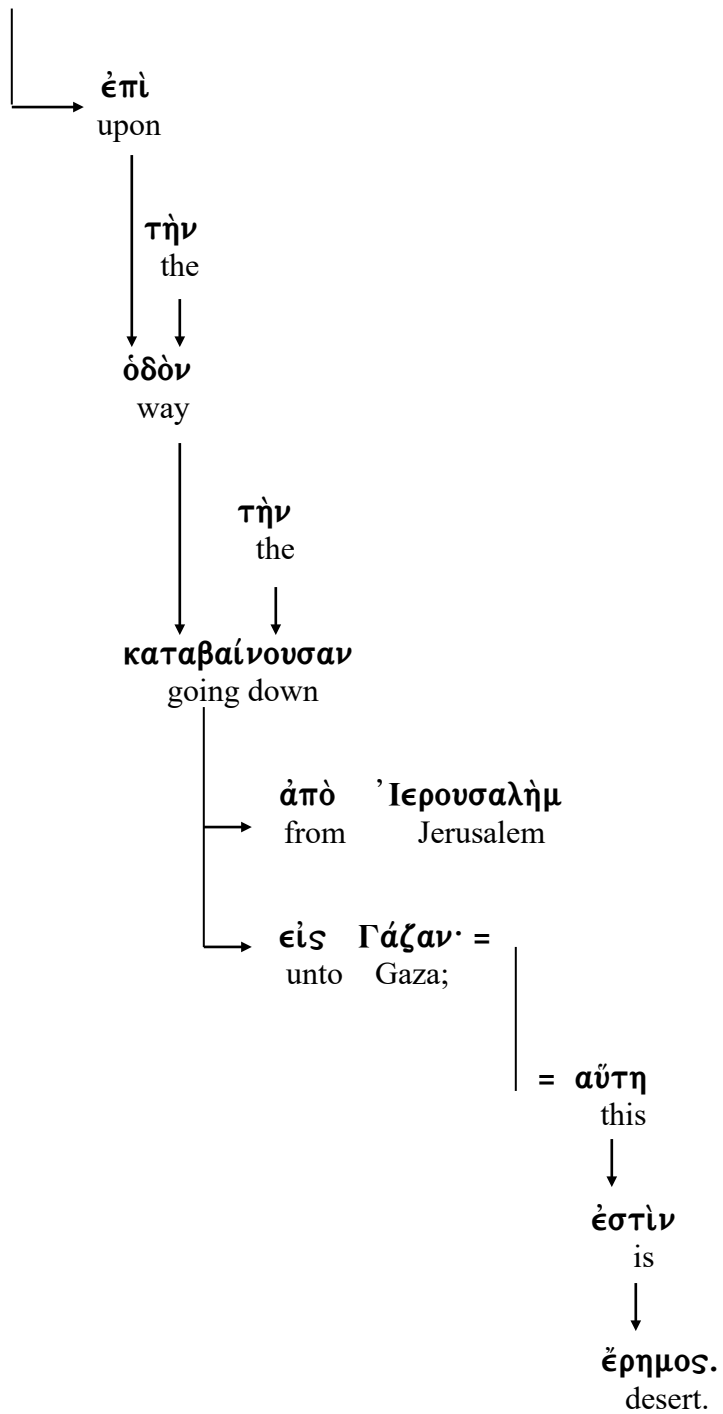 ἐπὶ
upon
τὴν
the
ὁδὸν
way
τὴν
the
καταβαίνουσαν
going down
ἀπὸ Ἰερουσαλὴμ
from Jerusalem
εἰς Γάζαν· =
unto Gaza;
= αὕτη
this
ἐστὶν
is
ἔρημος.
desert.